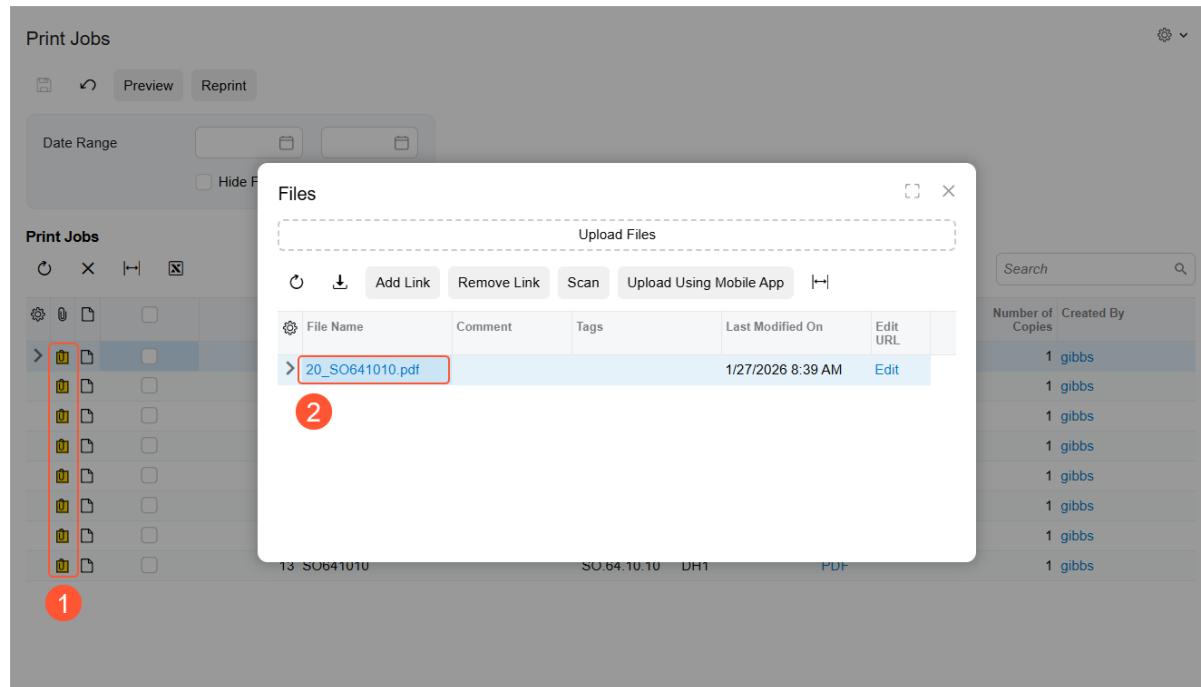 Print Jobs
Preview Reprint
Date Range
Hide F
Files
Upload Files
Print Jobs
Add Link Remove Link Scan Upload Using Mobile App
Search
File Name Comment Tags Last Modified On Edit URL
Number of Copies Created By
20_SO641010.pdf 1/27/2026 8:39 AM Edit
1 gibbs
1 gibbs
2
1 gibbs
1 gibbs
1 gibbs
1 gibbs
1 gibbs
13 SO641010 SO.64.10.10 DH1 PDF 1 gibbs
1